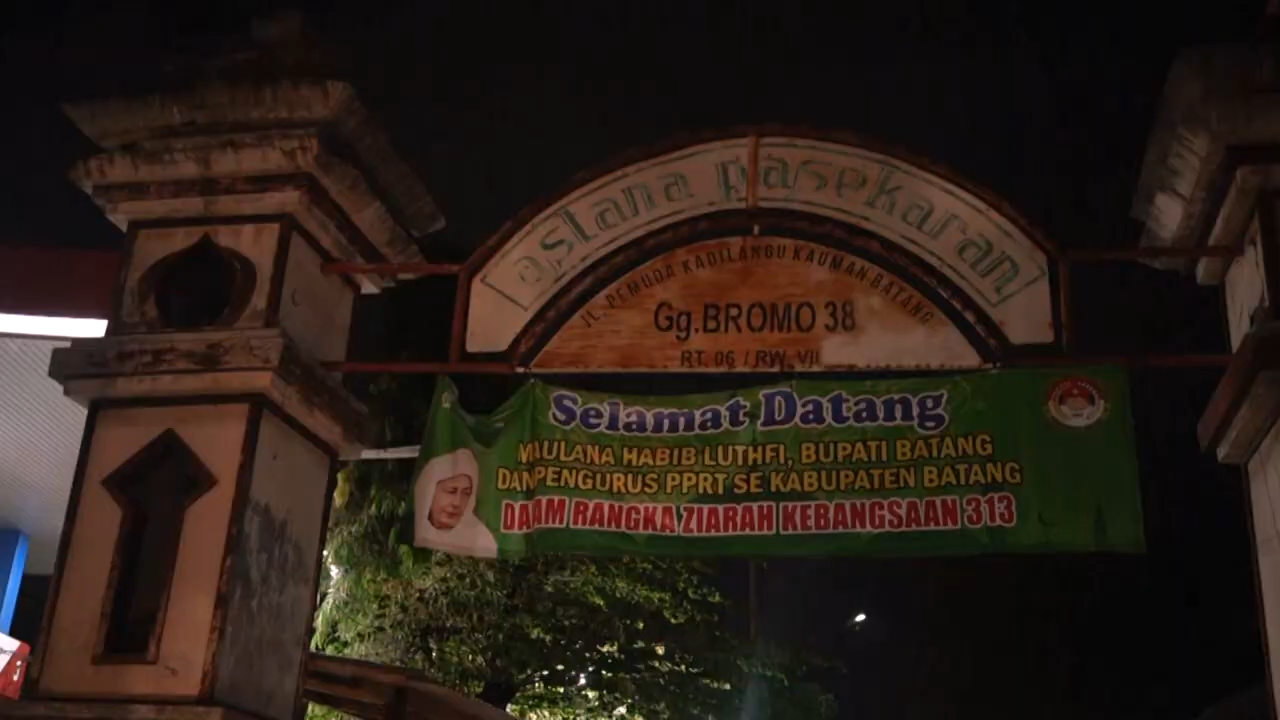 astana pasekaran
JL. PEMUDA KADILANGU KAUMAN BATANG
Gg.BROMO 38
RT. 06 / RW. VII
Selamat Datang
MAULANA HABIB LUTHFI, BUPATI BATANG
DAN PENGURUS PPRT SE KABUPATEN BATANG
DALAM RANGKA ZIARAH KEBANGSAAN 313